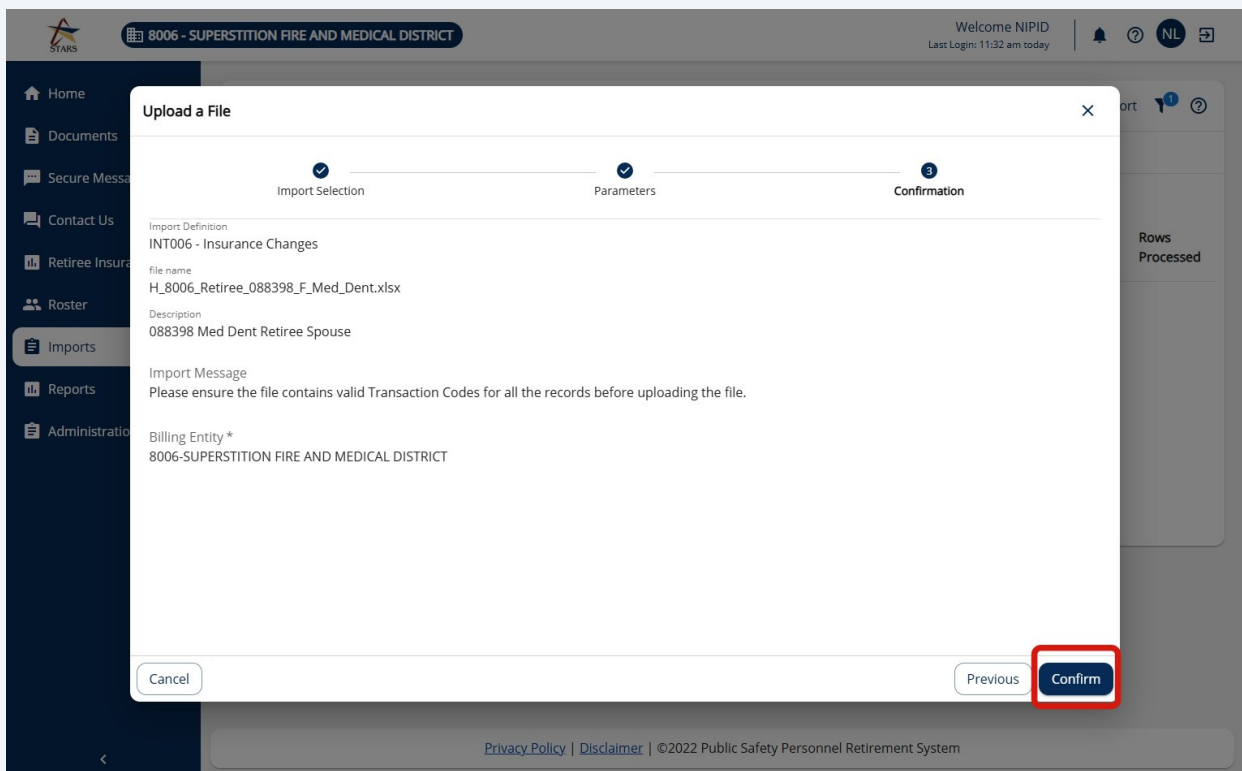 STARS
8006 - SUPERSTITION FIRE AND MEDICAL DISTRICT
Welcome NIPID
Last Login: 11:32 am today
NL
Home
Documents
Secure Messa
Contact Us
Retiree Insura
Roster
Imports
Reports
Administratio
Upload a File
ort
1
Import Selection
Parameters
3
Confirmation
Import Definition
INT006 - Insurance Changes
file name
H_8006_Retiree_088398_F_Med_Dent.xlsx
Description
088398 Med Dent Retiree Spouse
Import Message
Please ensure the file contains valid Transaction Codes for all the records before uploading the file.
Billing Entity *
8006-SUPERSTITION FIRE AND MEDICAL DISTRICT
Rows
Processed
Cancel
Previous
Confirm
Privacy Policy | Disclaimer | ©2022 Public Safety Personnel Retirement System